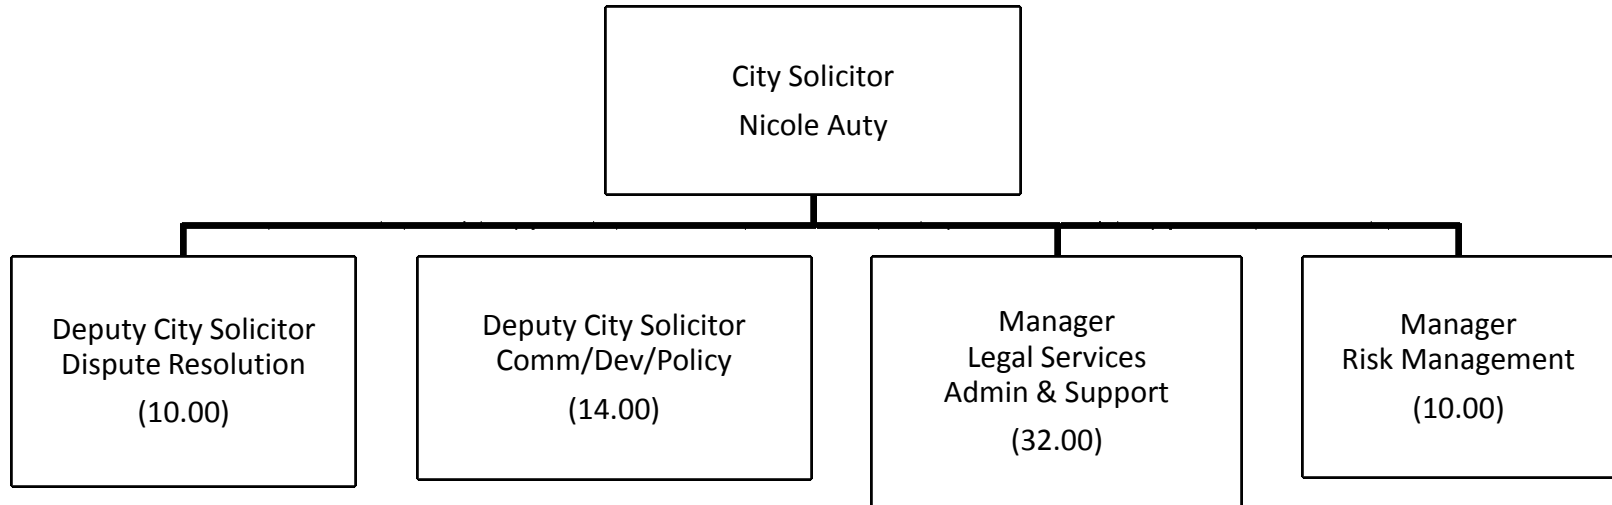 City Solicitor
Nicole Auty
Deputy City Solicitor
Dispute Resolution
(10.00)
Deputy City Solicitor
Comm/Dev/Policy
(14.00)
Manager
Legal Services
Admin & Support
(32.00)
Manager
Risk Management
(10.00)